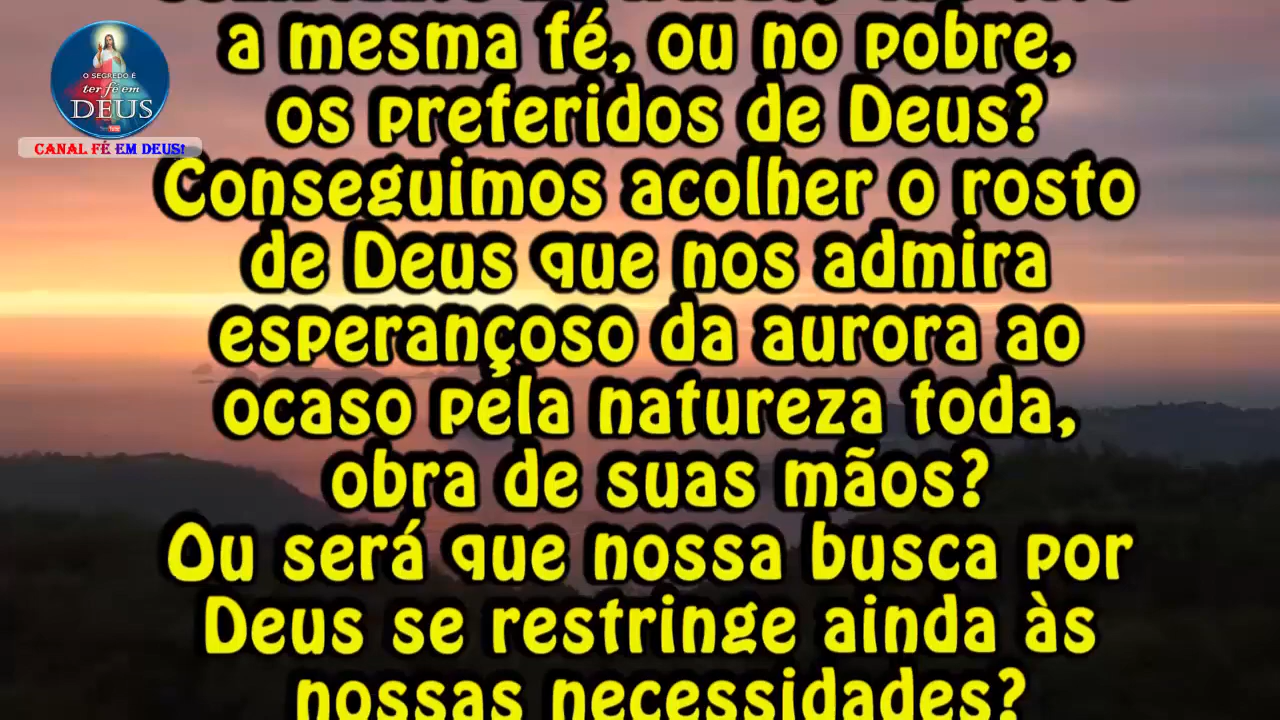 a mesma fé, ou no pobre,
os preferidos de Deus?
Conseguimos acolher o rosto
de Deus que nos admira
esperançoso da aurora ao
ocaso pela natureza toda,
obra de suas mãos?
Ou será que nossa busca por
Deus se restringe ainda às
nossas necessidades?
O SEGREDO É
ter fé em
DEUS
CANAL FÉ EM DEUS!